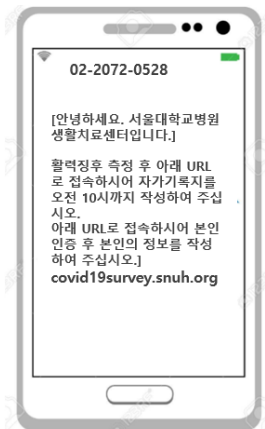 02-2072-0528
[안녕하세요. 서울대학교병원
생활치료센터입니다.]
활력징후 측정 후 아래 URL
로 접속하시어 자가기록지를
오전 10시까지 작성하여 주십
시오.
아래 URL로 접속하시어 본인
인증 후 본인의 정보를 작성
하여 주십시오.]
covid19survey.snuh.org